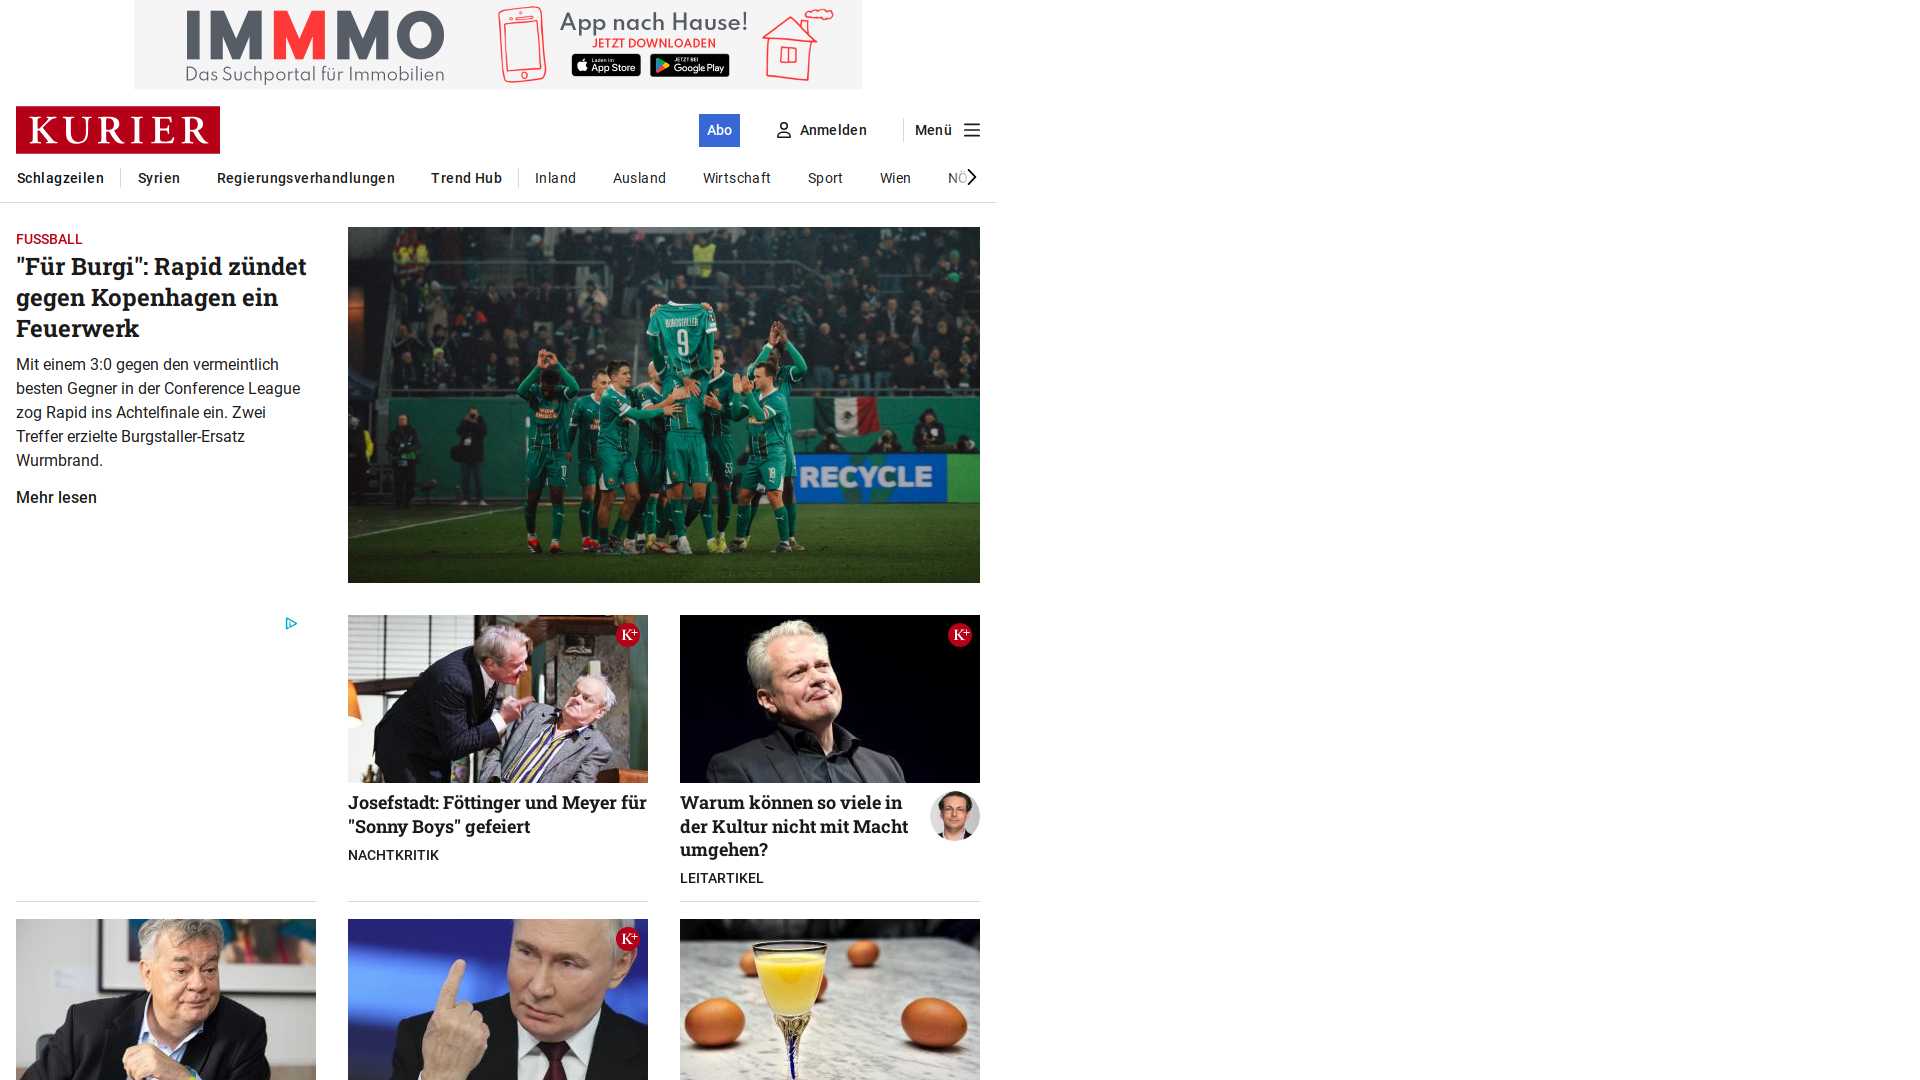 IMMMO
Das Suchportal für Immobilien
App nach Hause!
JETZT DOWNLOADEN
Laden im
App Store
JETZT BEI
Google Play
KURIER
Abo
Anmelden
Menü
Schlagzeilen
Syrien
Regierungsverhandlungen
Trend Hub
Inland
Ausland
Wirtschaft
Sport
Wien
NÖ
FUSSBALL
"Für Burgi": Rapid zündet
gegen Kopenhagen ein
Feuerwerk
Mit einem 3:0 gegen den vermeintlich
besten Gegner in der Conference League
zog Rapid ins Achtelfinale ein. Zwei
Treffer erzielte Burgstaller-Ersatz
Wurmbrand.
Mehr lesen
BURGSTALLER
9
RECYCLE
K+
Josefstadt: Föttinger und Meyer für
"Sonny Boys" gefeiert
NACHTKRITIK
K+
Warum können so viele in
der Kultur nicht mit Macht
umgehen?
LEITARTIKEL
K+